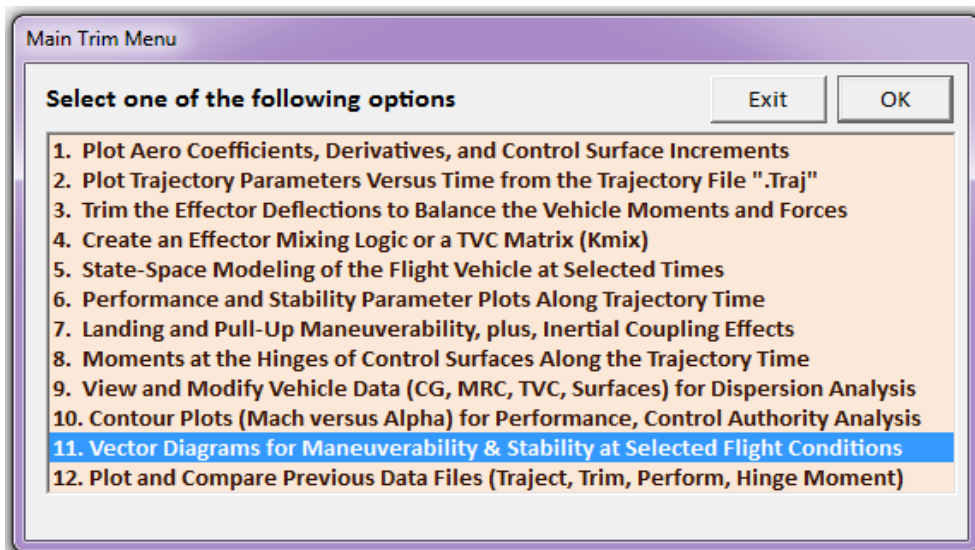 Main Trim Menu
Select one of the following options
Exit
OK
1. Plot Aero Coefficients, Derivatives, and Control Surface Increments
2. Plot Trajectory Parameters Versus Time from the Trajectory File ".Traj"
3. Trim the Effector Deflections to Balance the Vehicle Moments and Forces
4. Create an Effector Mixing Logic or a TVC Matrix (Kmix)
5. State-Space Modeling of the Flight Vehicle at Selected Times
6. Performance and Stability Parameter Plots Along Trajectory Time
7. Landing and Pull-Up Maneuverability, plus, Inertial Coupling Effects
8. Moments at the Hinges of Control Surfaces Along the Trajectory Time
9. View and Modify Vehicle Data (CG, MRC, TVC, Surfaces) for Dispersion Analysis
10. Contour Plots (Mach versus Alpha) for Performance, Control Authority Analysis
11. Vector Diagrams for Maneuverability & Stability at Selected Flight Conditions
12. Plot and Compare Previous Data Files (Traject, Trim, Perform, Hinge Moment)